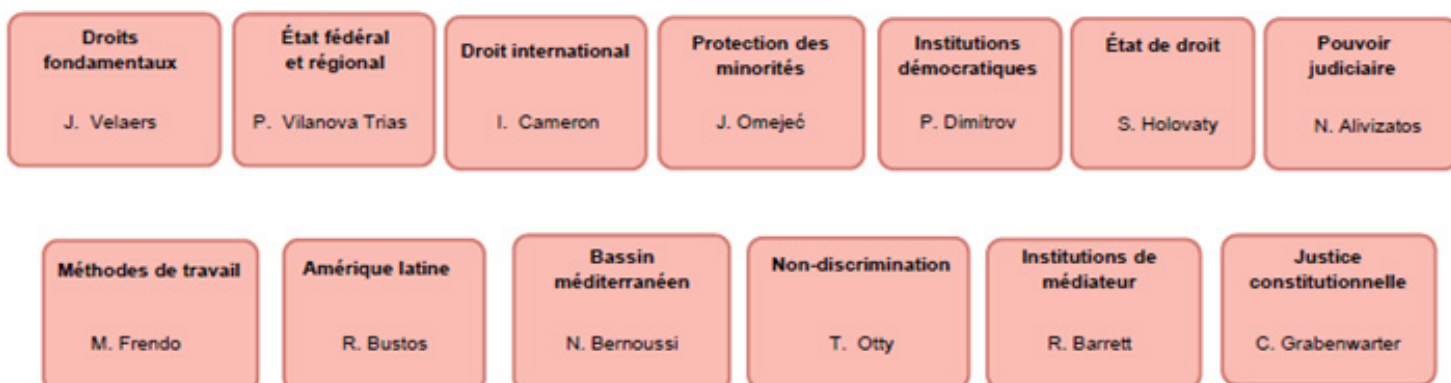 Droits
fondamentaux
J. Velaers
État fédéral
et régional
P. Vilanova Trias
Droit international
I. Cameron
Protection des
minorités
J. Omejeć
Institutions
démocratiques
P. Dimitrov
État de droit
S. Holovaty
Pouvoir
judiciaire
N. Alivizatos
Méthodes de travail
M. Frendo
Amérique latine
R. Bustos
Bassin
méditerranéen
N. Bernoussi
Non-discrimination
T. Otty
Institutions de
médiateur
R. Barrett
Justice
constitutionnelle
C. Grabenwarter